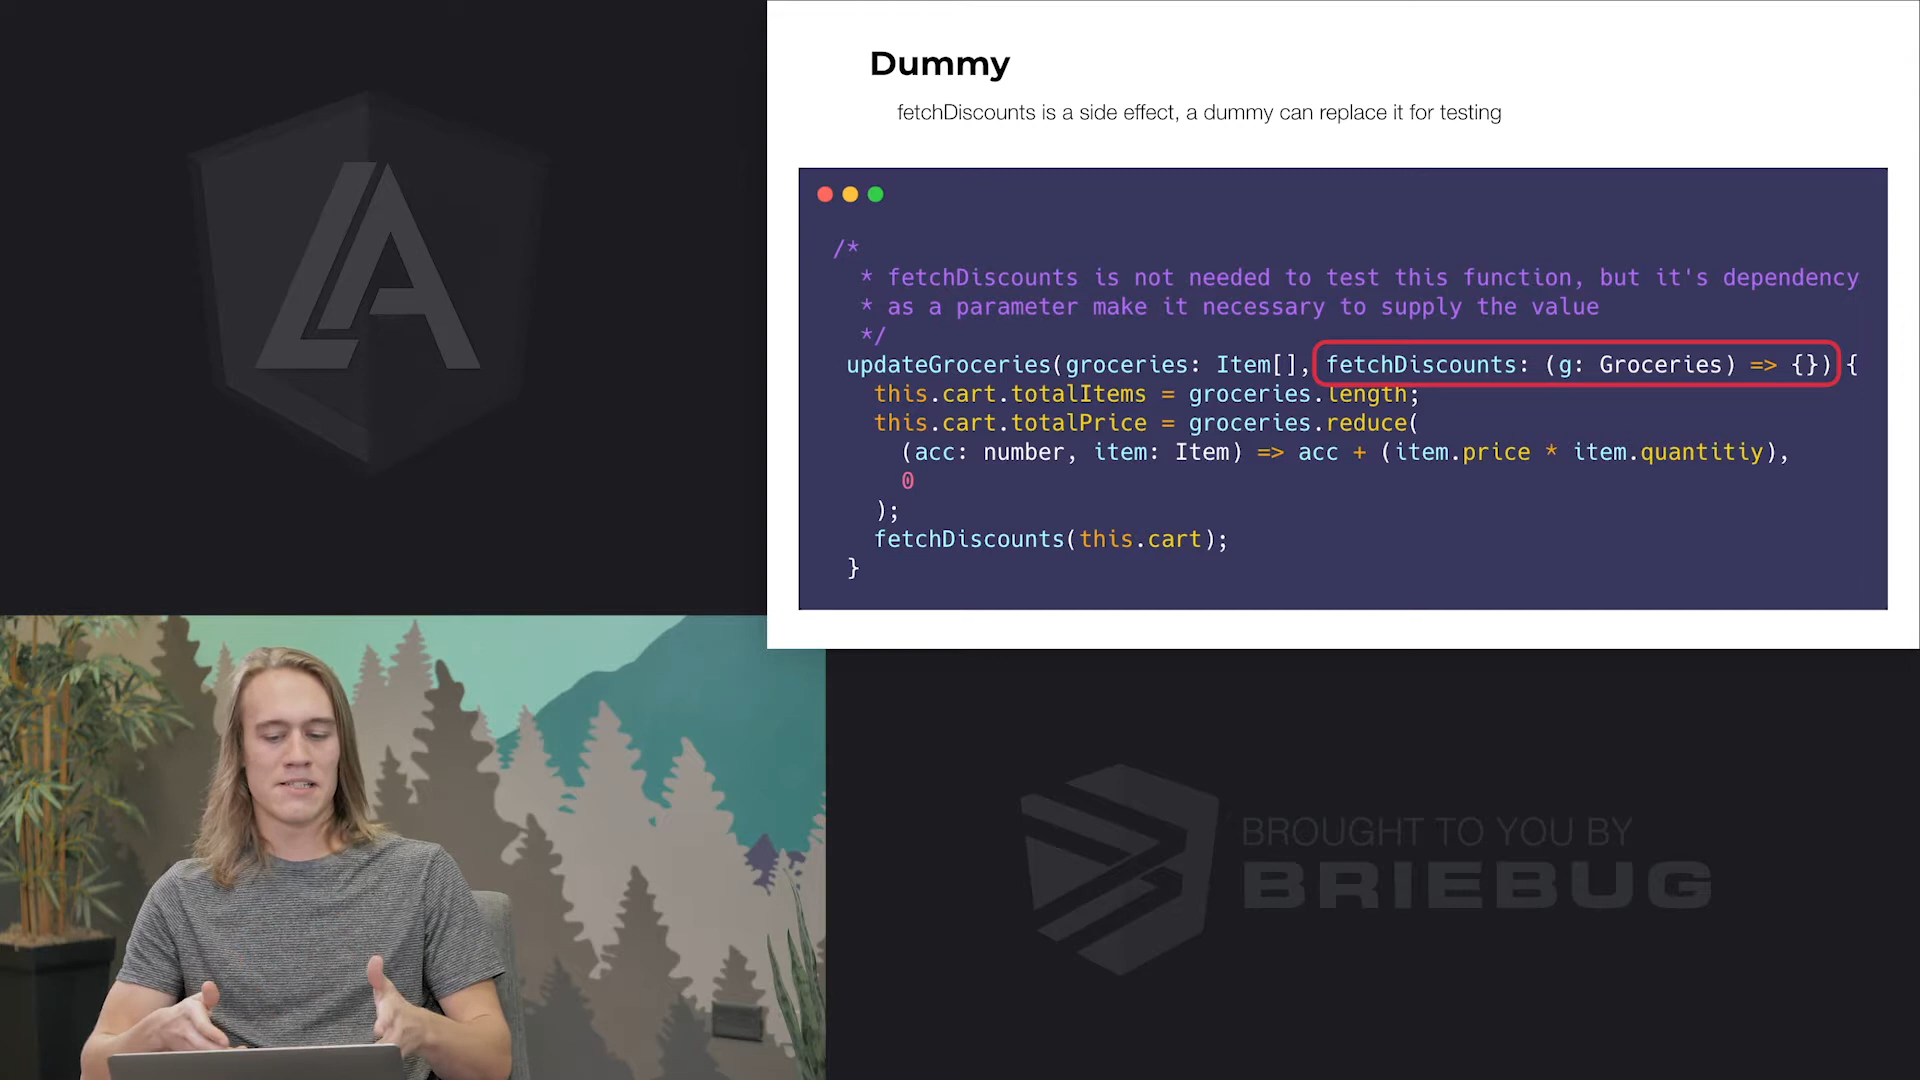 Dummy
fetchDiscounts is a side effect, a dummy can replace it for testing
/*
* fetchDiscounts is not needed to test this function, but it's dependency
* as a parameter make it necessary to supply the value
*/
updateGroceries(groceries: Item[], fetchDiscounts: (g: Groceries) => {}) {
this.cart.totalItems = groceries.length;
this.cart.totalPrice = groceries.reduce(
(acc: number, item: Item) => acc + (item.price * item.quantitiy),
0
);
fetchDiscounts(this.cart);
}
LA
BROUGHT TO YOU BY
BRIEBUG